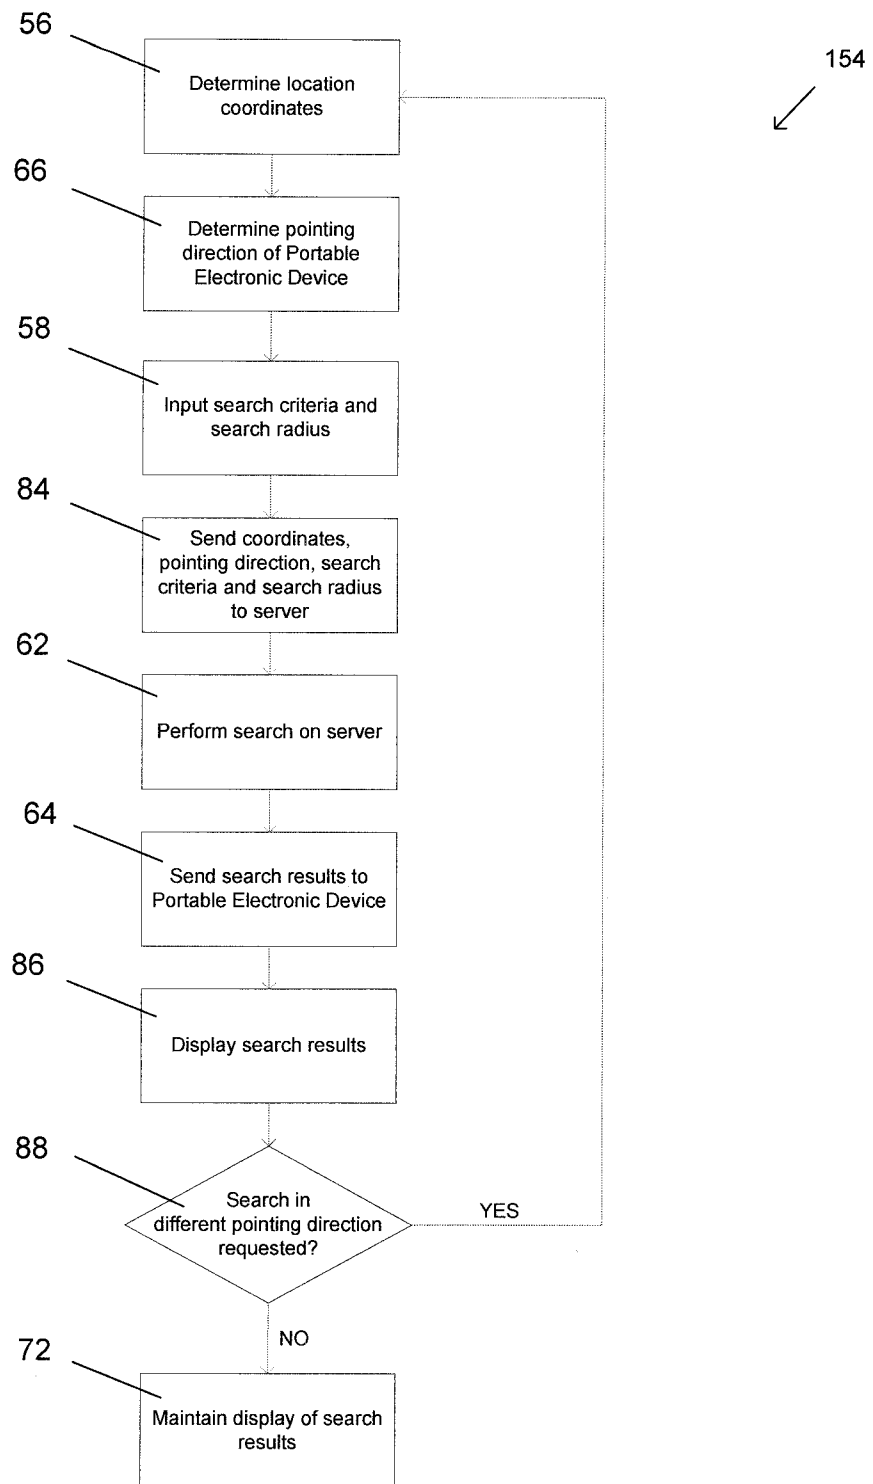 56
Determine location
coordinates
154
66
Determine pointing
direction of Portable
Electronic Device
58
Input search criteria and
search radius
84
Send coordinates,
pointing direction, search
criteria and search radius
to server
62
Perform search on server
64
Send search results to
Portable Electronic Device
86
Display search results
88
Search in
different pointing direction
requested?
YES
NO
72
Maintain display of search
results